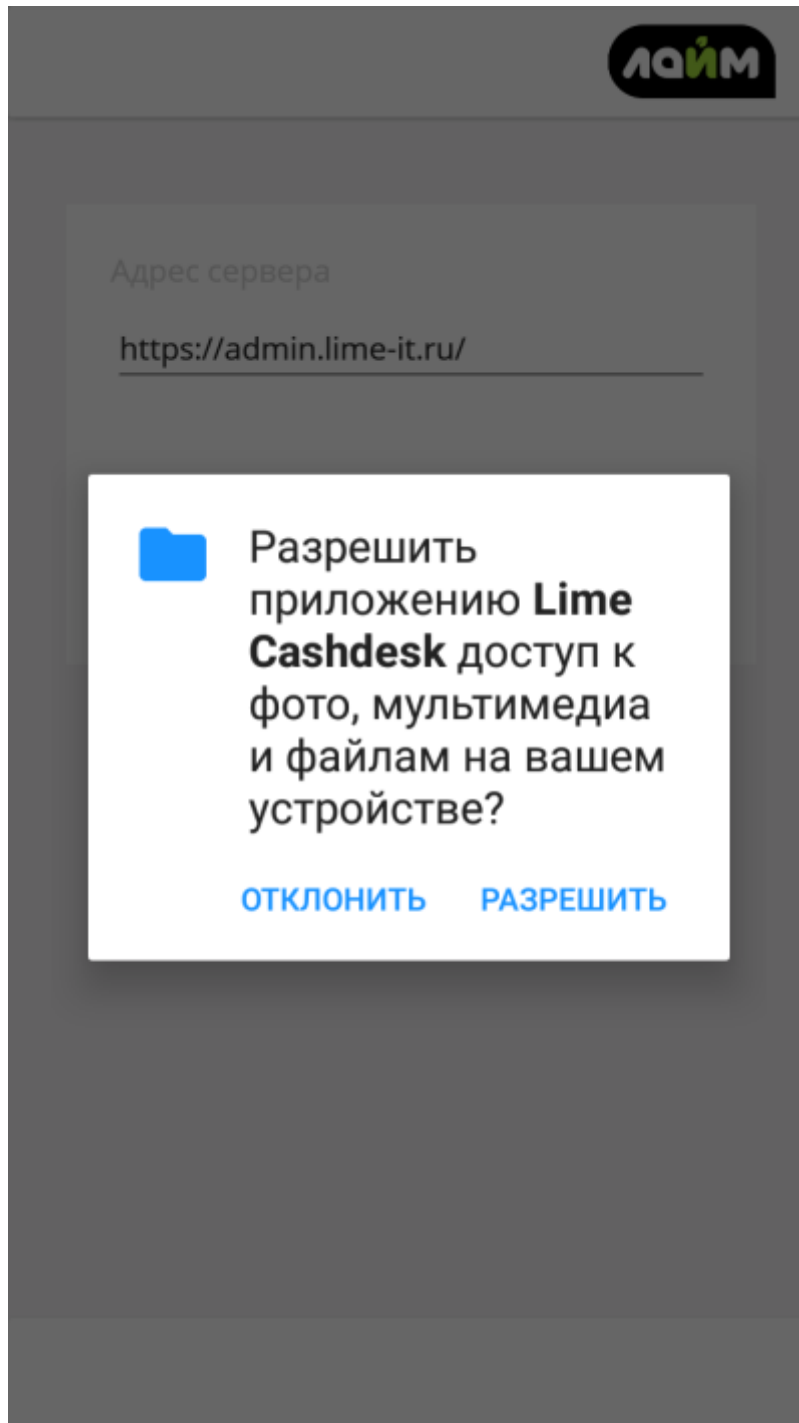 лайм
Адрес сервера
https://admin.lime-it.ru/
Разрешить
приложению Lime
Cashdesk доступ к
фото, мультимедиа
и файлам на вашем
устройстве?
ОТКЛОНИТЬ РАЗРЕШИТЬ